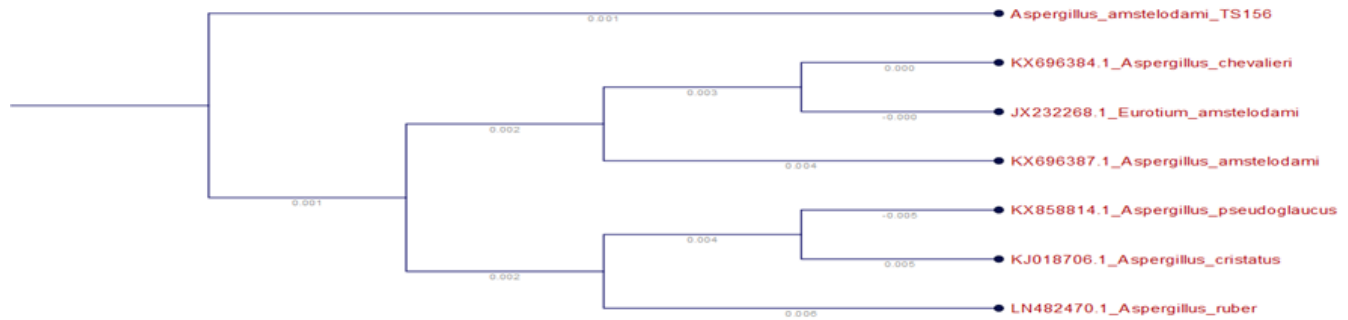 Aspergillus_amstelodami_TS156
0.001
KX696384.1_Aspergillus_chevalieri
0.000
0.003
JX232268.1_Eurotium_amstelodami
-0.000
0.002
KX696387.1_Aspergillus_amstelodami
0.004
0.001
KX858814.1_Aspergillus_pseudoglaucus
-0.005
0.004
KJ018706.1_Aspergillus_cristatus
0.005
0.002
LN482470.1_Aspergillus_ruber
0.006